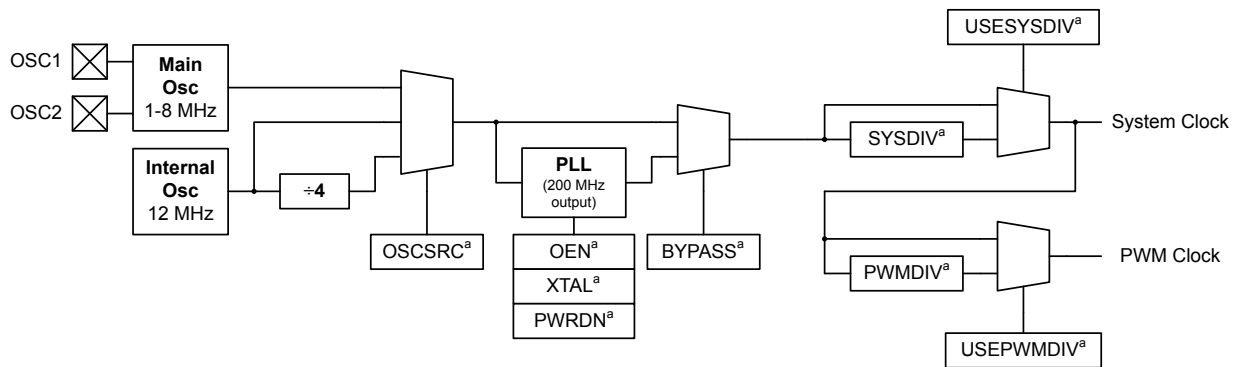 USESYSDIVª
OSC1
Main
Osc
1-8 MHz
OSC2
System Clock
SYSDIVª
Internal
Osc
12 MHz
÷4
PLL
(200 MHz
output)
OSCSRCª
OENª
XTALª
PWRDNª
BYPASSª
PWM Clock
PWMDIVª
USEPWMDIVª